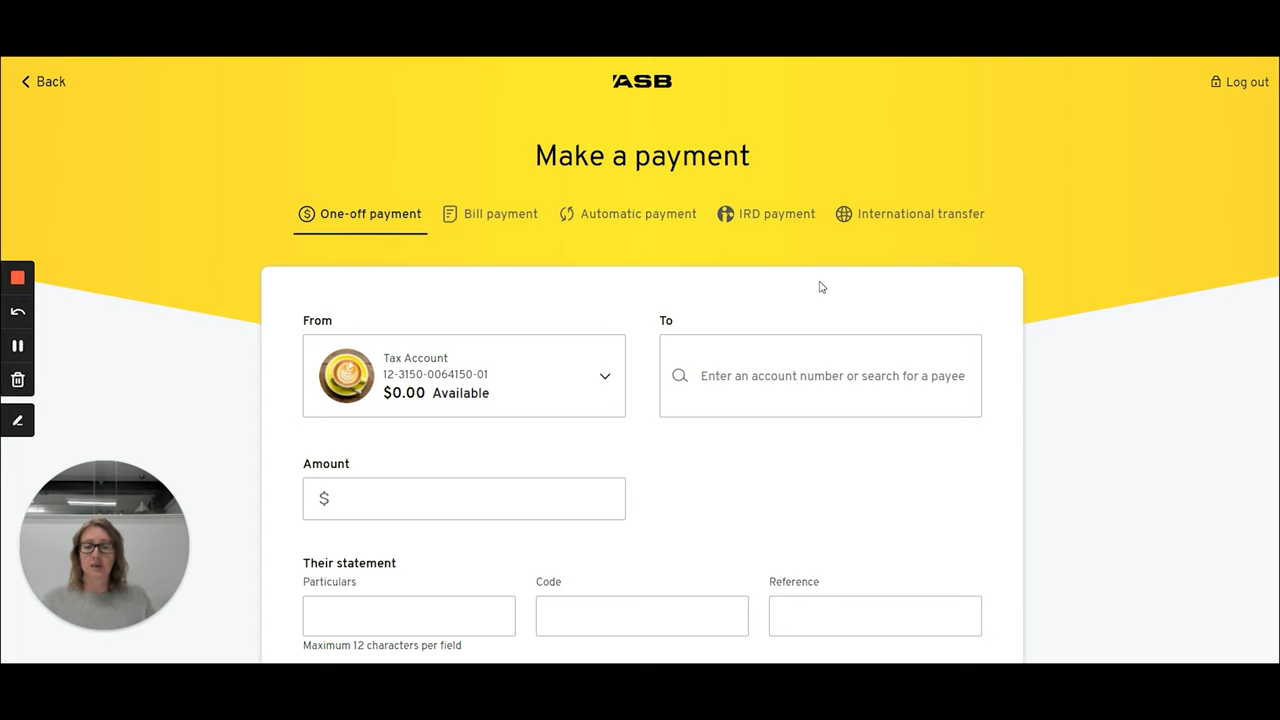 Back
ASB
Log out
Make a payment
One-off payment
Bill payment
Automatic payment
IRD payment
International transfer
From
To
Tax Account
12-3150-0064150-01
$0.00 Available
Enter an account number or search for a payee
Amount
$
Their statement
Particulars
Code
Reference
Maximum 12 characters per field